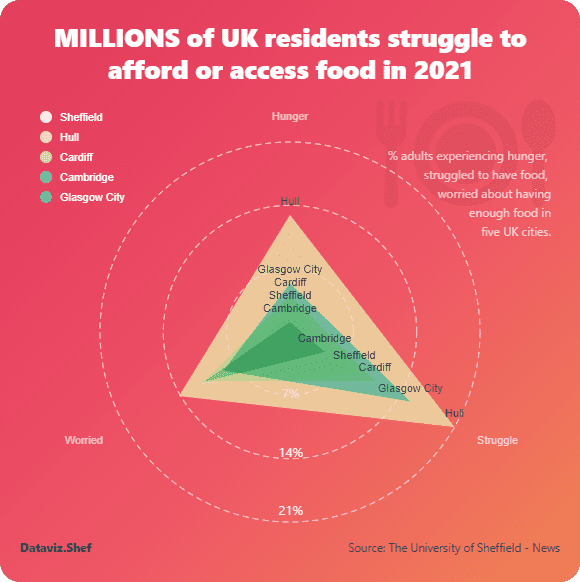 MILLIONS of UK residents struggle to
afford or access food in 2021
Sheffield
Hull
Cardiff
Cambridge
Glasgow City
Hunger
% adults experiencing hunger,
struggled to have food,
worried about having
enough food in
five UK cities.
Hull
Glasgow City
Cardiff
Sheffield
Cambridge
Cambridge
Sheffield
Cardiff
Glasgow City
Hull
7%
Worried
Struggle
14%
21%
Dataviz.Shef
Source: The University of Sheffield - News